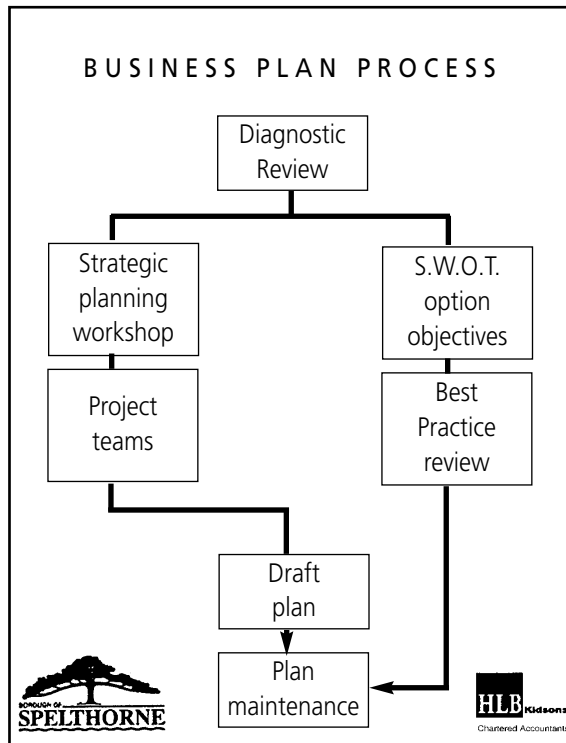 BUSINESS PLAN PROCESS
Diagnostic
Review
Strategic
planning
workshop
S.W.O.T.
option
objectives
Project
teams
Best
Practice
review
Draft
plan
Plan
maintenance
BOROUGH OF
SPELTHORNE
HLB Kidsons
Chartered Accountants